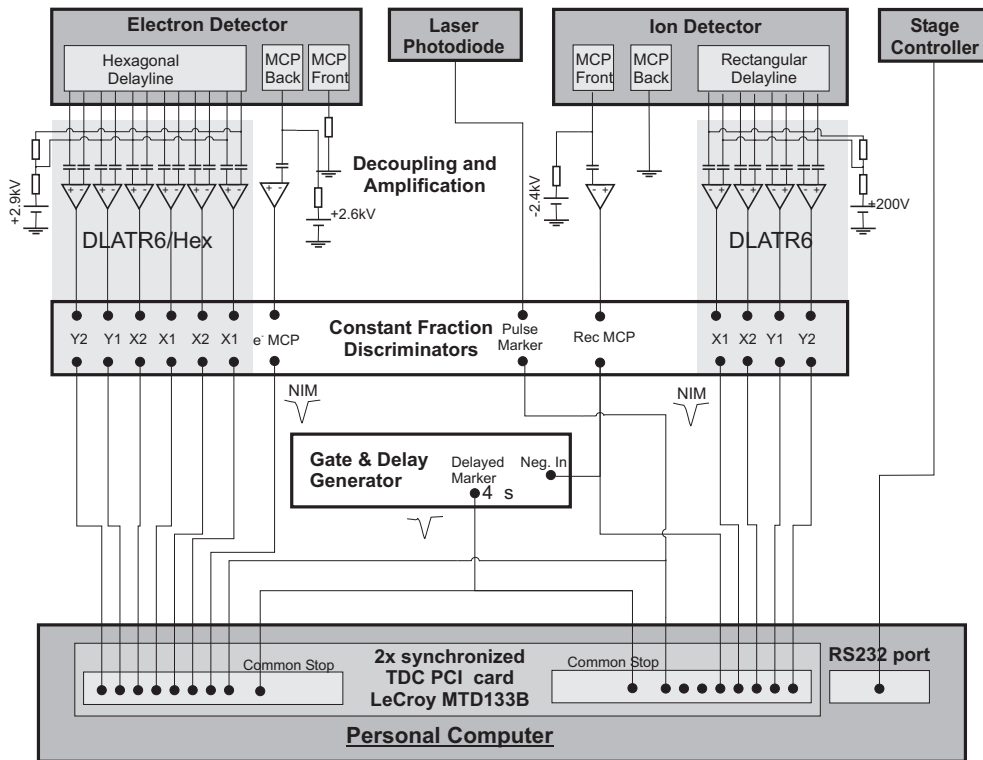 Electron Detector
Hexagonal
Delayline
MCP
Back
MCP
Front
Laser
Photodiode
Ion Detector
MCP
Front
MCP
Back
Rectangular
Delayline
Stage
Controller
Decoupling and
Amplification
+2.9kV
+ - + - + - + - + - + -
+ -
+2.6kV
-2.4kV
- +
+ - + - + - + -
+200V
DLATR6/Hex
DLATR6
Y2 Y1 X2 X1 X2 X1 e- MCP
Constant Fraction
Discriminators
Pulse
Marker
Rec MCP
X1 X2 Y1 Y2
NIM
NIM
Gate & Delay
Generator
Delayed
Marker
Neg. In
4 s
Common Stop
2x synchronized
TDC PCI card
LeCroy MTD133B
Common Stop
RS232 port
Personal Computer